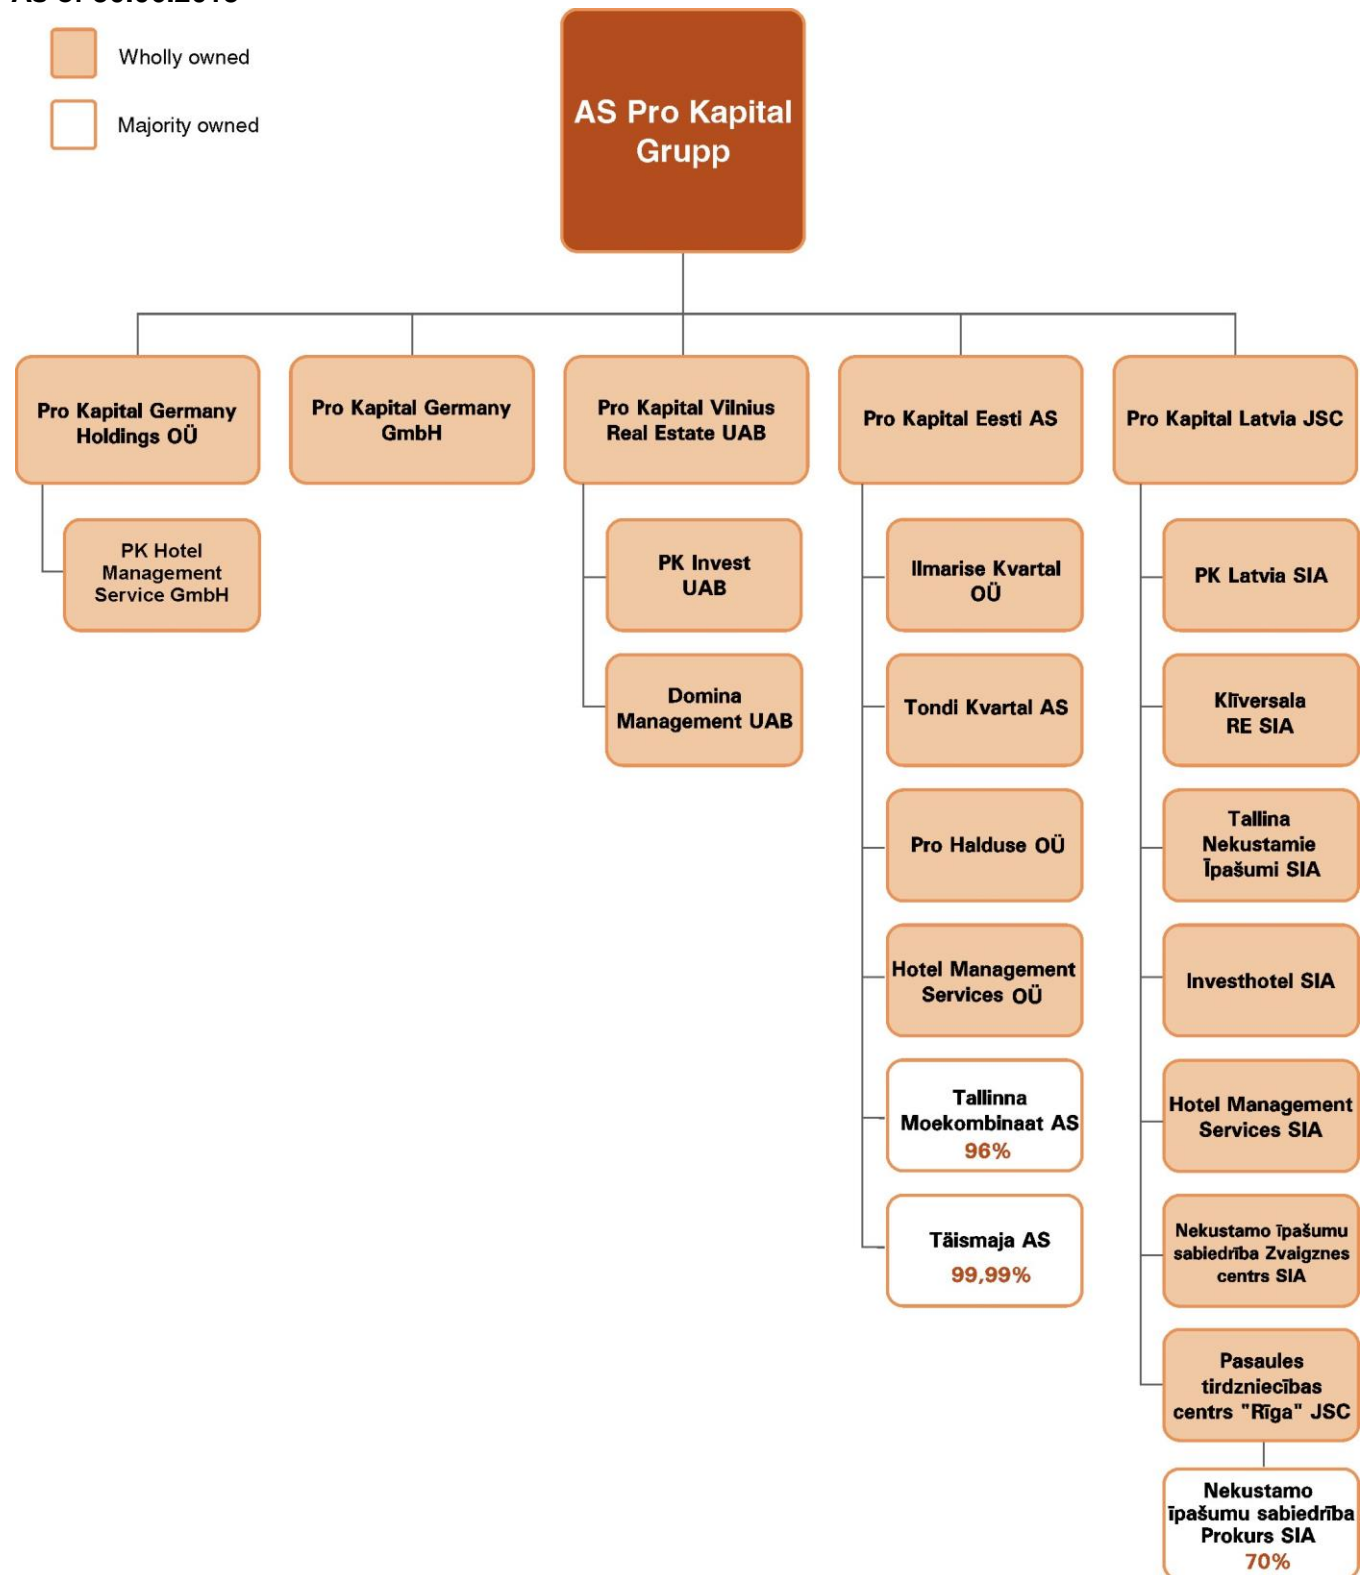 As of
Wholly owned
Majority owned
AS Pro Kapital
Grupp
Pro Kapital Germany
Holdings OÜ
Pro Kapital Germany
GmbH
Pro Kapital Vilnius
Real Estate UAB
Pro Kapital Eesti AS
Pro Kapital Latvia JSC
PK Hotel
Management
Service GmbH
PK Invest
UAB
Domina
Management UAB
Ilmarise Kvartal
OÜ
Tondi Kvartal AS
Pro Halduse OÜ
Hotel Management
Services OÜ
Tallinna
Moekombinaat AS
96%
Täismaja AS
99,99%
PK Latvia SIA
Klīversala
RE SIA
Tallina
Nekustamie
Īpašumi SIA
Investhotel SIA
Hotel Management
Services SIA
Nekustamo īpašumu
sabiedrība Zvaigznes
centrs SIA
Pasaules
tirdzniecības
centrs "Rīga" JSC
Nekustamo
īpašumu sabiedrība
Prokurs SIA
70%